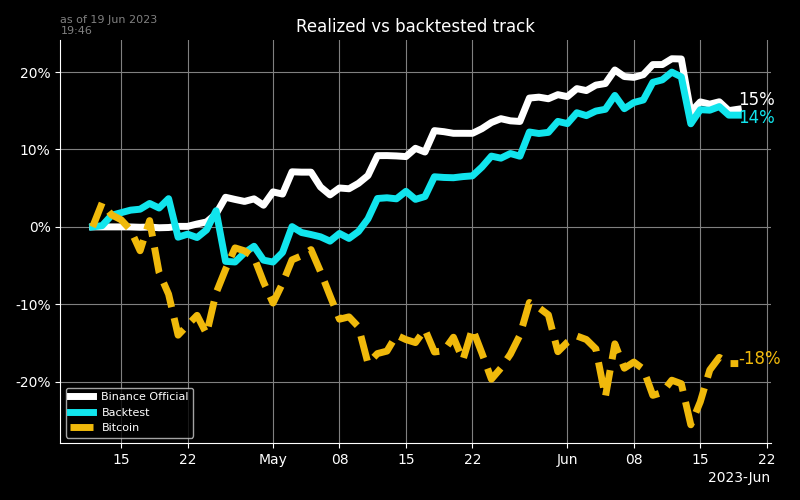 as of 19 Jun 2023
19:46
Realized vs backtested track
20%
10%
0%
-10%
-20%
15%
14%
-18%
Binance Official
Backtest
Bitcoin
15 22 May 08 15 22 Jun 08 15 22
2023-Jun